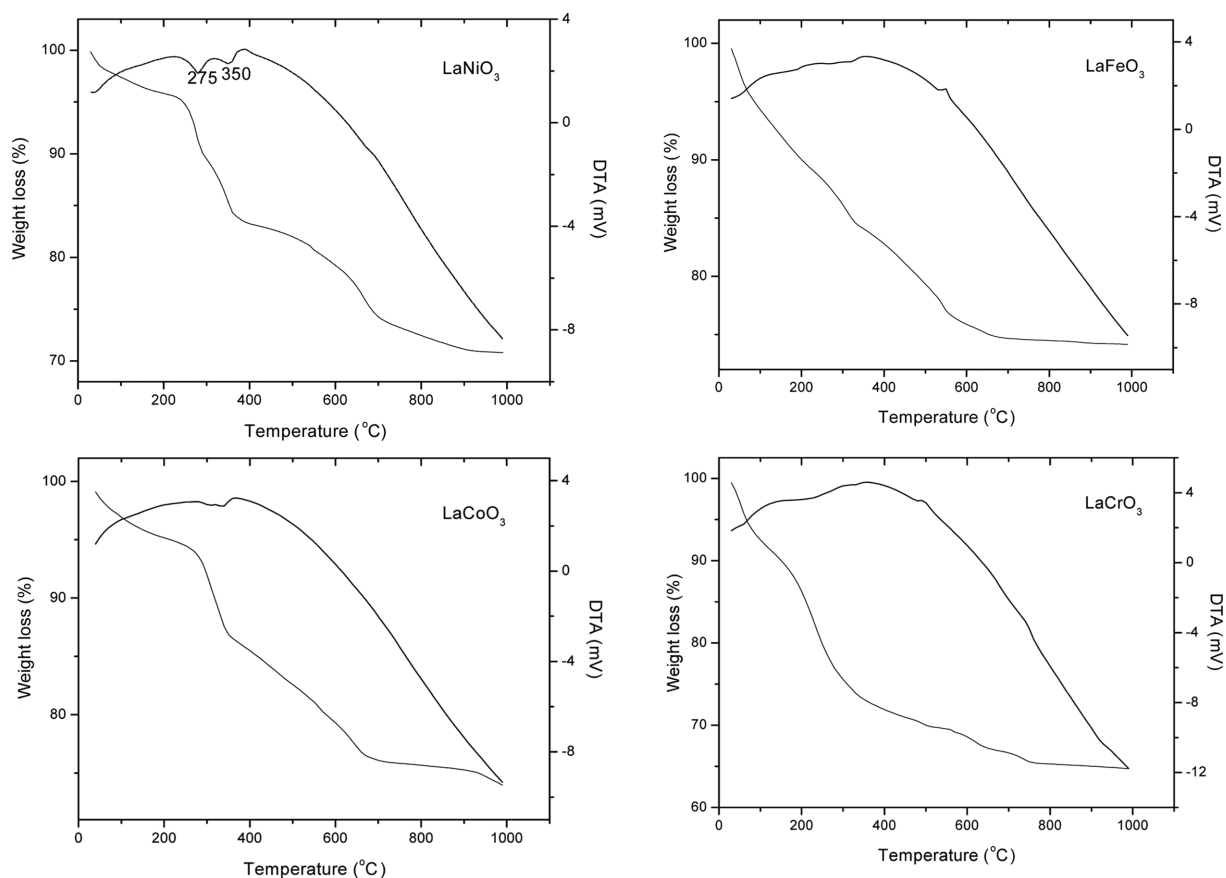 LaNiO3
275 350
100
90
80
70
4
0
-4
-8
0 200 400 600 800 1000
Weight loss (%)
DTA (mV)
Temperature (°C)
LaFeO3
100
90
80
4
0
-4
-8
0 200 400 600 800 1000
Weight loss (%)
DTA (mV)
Temperature (°C)
LaCoO3
100
90
80
4
0
-4
-8
0 200 400 600 800 1000
Weight loss (%)
DTA (mV)
Temperature (°C)
LaCrO3
100
90
80
70
60
4
0
-4
-8
-12
0 200 400 600 800 1000
Weight loss (%)
DTA (mV)
Temperature (°C)